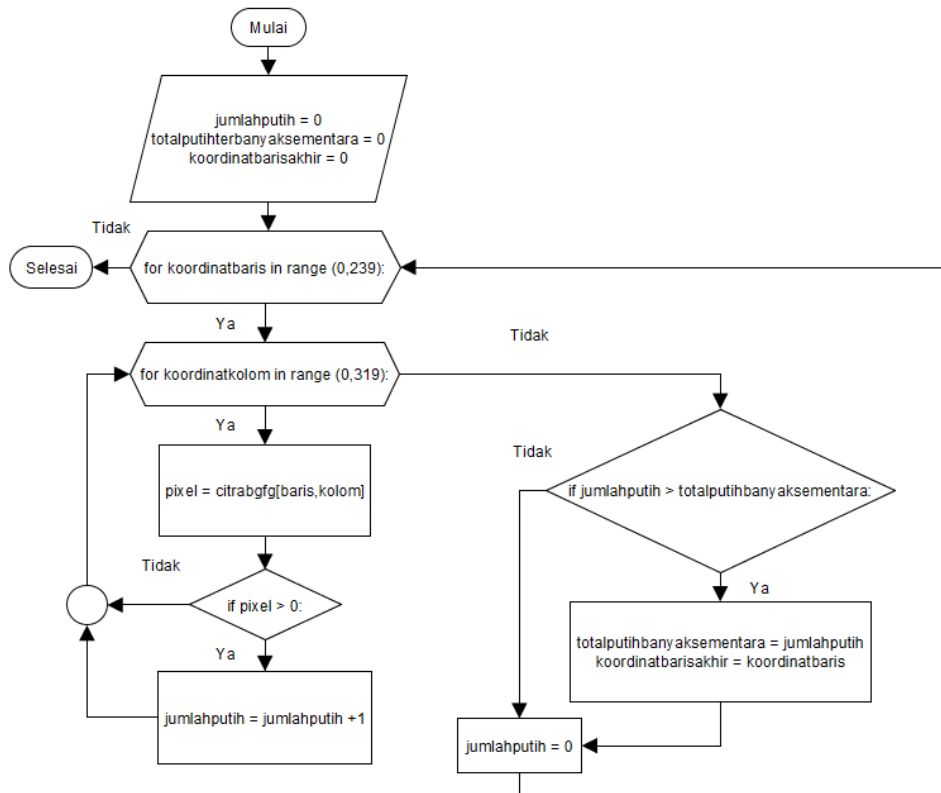 Mulai
jumlahputih = 0
totalputihterbanyaksementara = 0
koordinatbarisakhir = 0
Tidak
Selesai
for koordinatbaris in range (0,239):
Ya
Tidak
for koordinatkolom in range (0,319):
Ya
Tidak
pixel = citrabgfg[baris,kolom]
if jumlahputih > totalputihbanyaksementara:
Tidak
Ya
if pixel > 0:
totalputihbanyaksementara = jumlahputih
koordinatbarisakhir = koordinatbaris
Ya
jumlahputih = jumlahputih +1
jumlahputih = 0